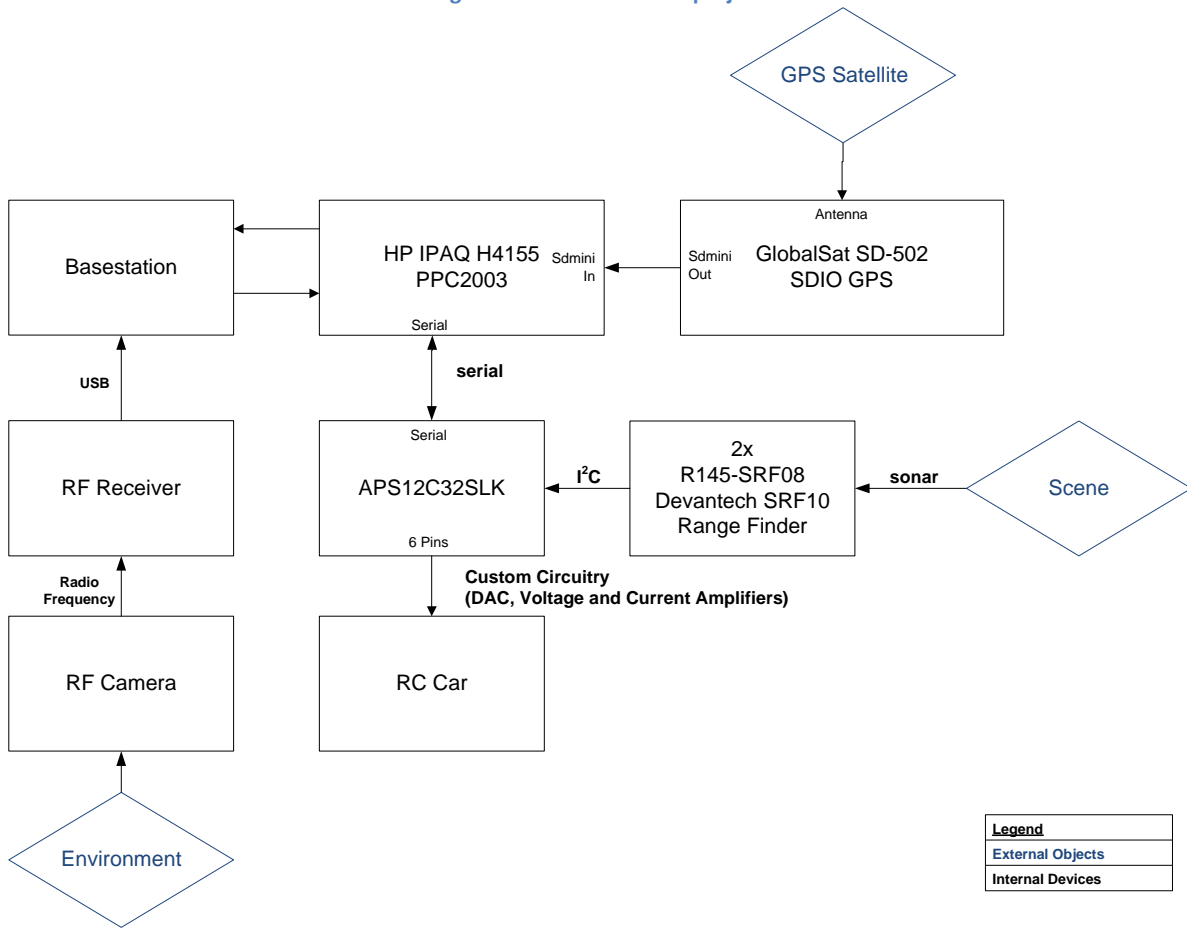 GPS Satellite
Antenna
Basestation
HP IPAQ H4155
PPC2003
Sdmini
In
Sdmini
Out
GlobalSat SD-502
SDIO GPS
Serial
USB
serial
RF Receiver
Serial
APS12C32SLK
6 Pins
I²C
2x
R145-SRF08
Devantech SRF10
Range Finder
sonar
Scene
Radio
Frequency
Custom Circuitry
(DAC, Voltage and Current Amplifiers)
RF Camera
RC Car
Environment
Legend
External Objects
Internal Devices